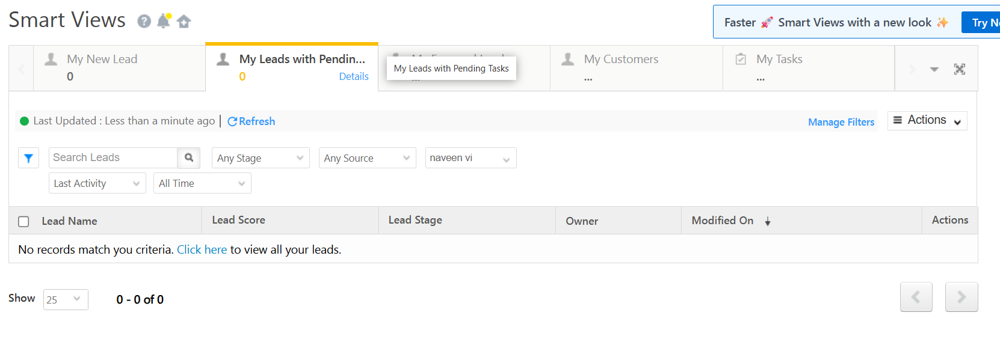 Smart Views
Faster 🚀 Smart Views with a new look ✨ Try
My New Lead
0
My Leads with Pendin...
0 Details
My Leads with Pending Tasks
...
My Customers
...
My Tasks
...
Last Updated : Less than a minute ago | Refresh
Manage Filters
Actions
Search Leads
Any Stage
Any Source
naveen vi
Last Activity
All Time
Lead Name Lead Score Lead Stage Owner Modified On Actions
No records match you criteria. Click here to view all your leads.
Show 25 0 - 0 of 0